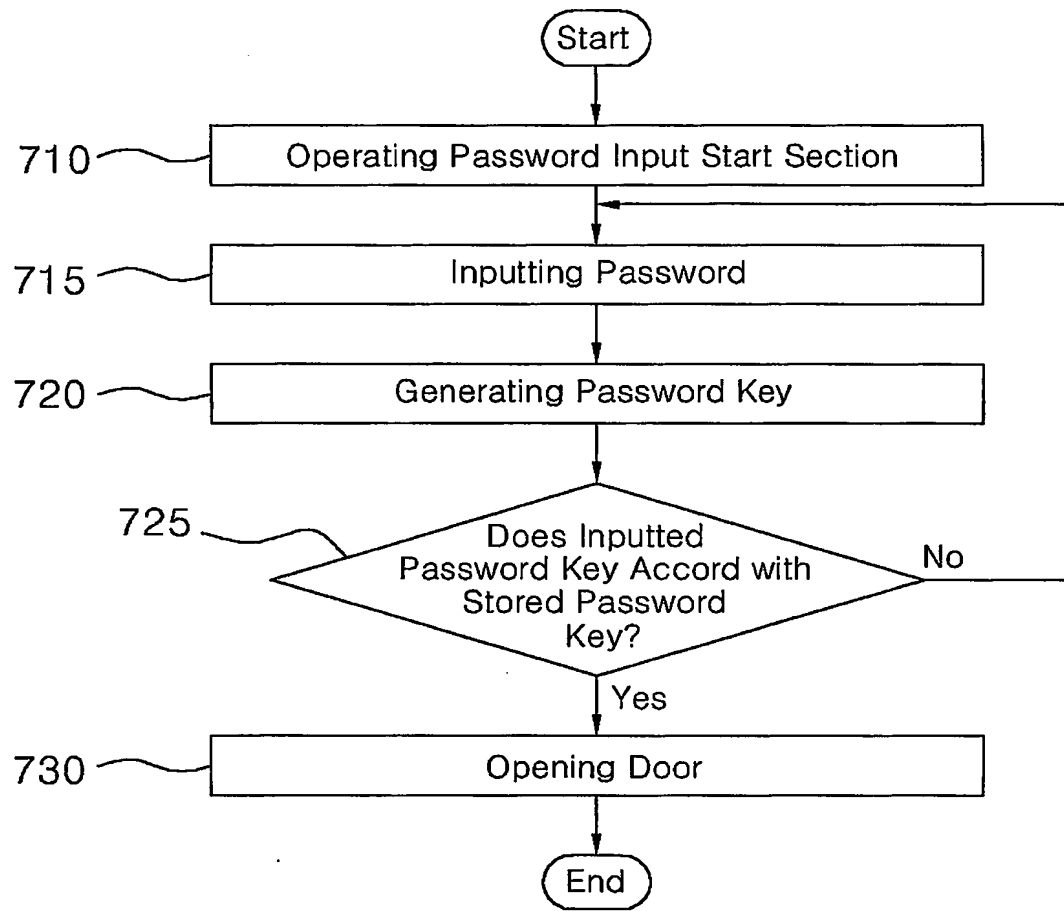 Start
710
Operating Password Input Start Section
715
Inputting Password
720
Generating Password Key
725
Does Inputted
Password Key Accord with
Stored Password
Key?
No
Yes
730
Opening Door
End